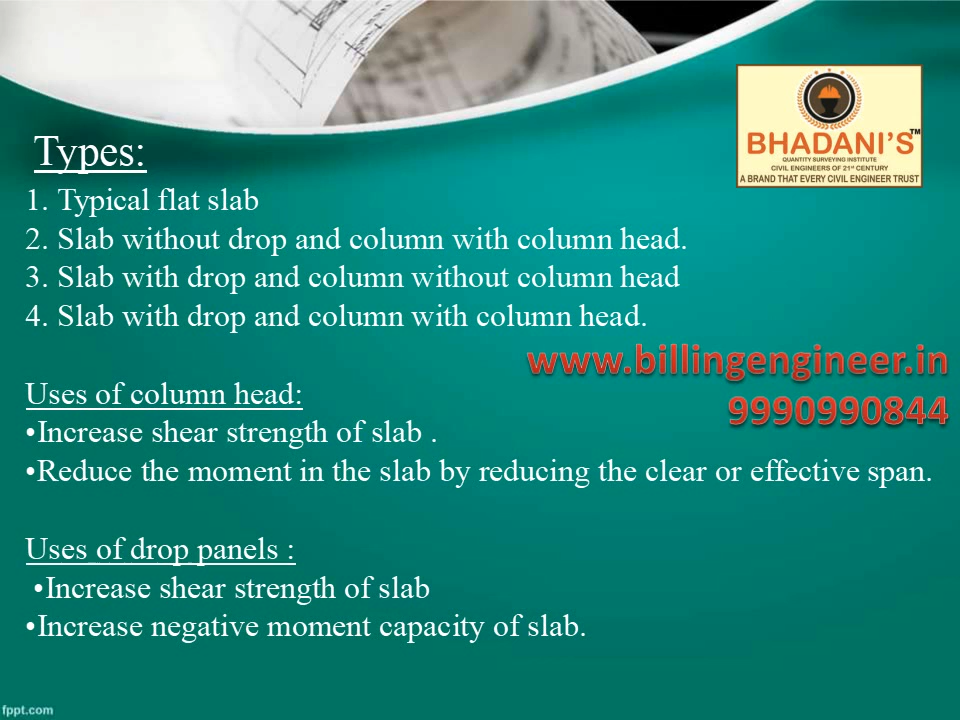 BHADANI'S™
QUANTITY SURVEYING INSTITUTE
CIVIL ENGINEERS OF 21ST CENTURY
A BRAND THAT EVERY CIVIL ENGINEER TRUST
Types:
1. Typical flat slab
2. Slab without drop and column with column head.
3. Slab with drop and column without column head
4. Slab with drop and column with column head.
www.billingengineer.in
9990990844
Uses of column head:
•Increase shear strength of slab .
•Reduce the moment in the slab by reducing the clear or effective span.
Uses of drop panels :
•Increase shear strength of slab
•Increase negative moment capacity of slab.
fppt.com